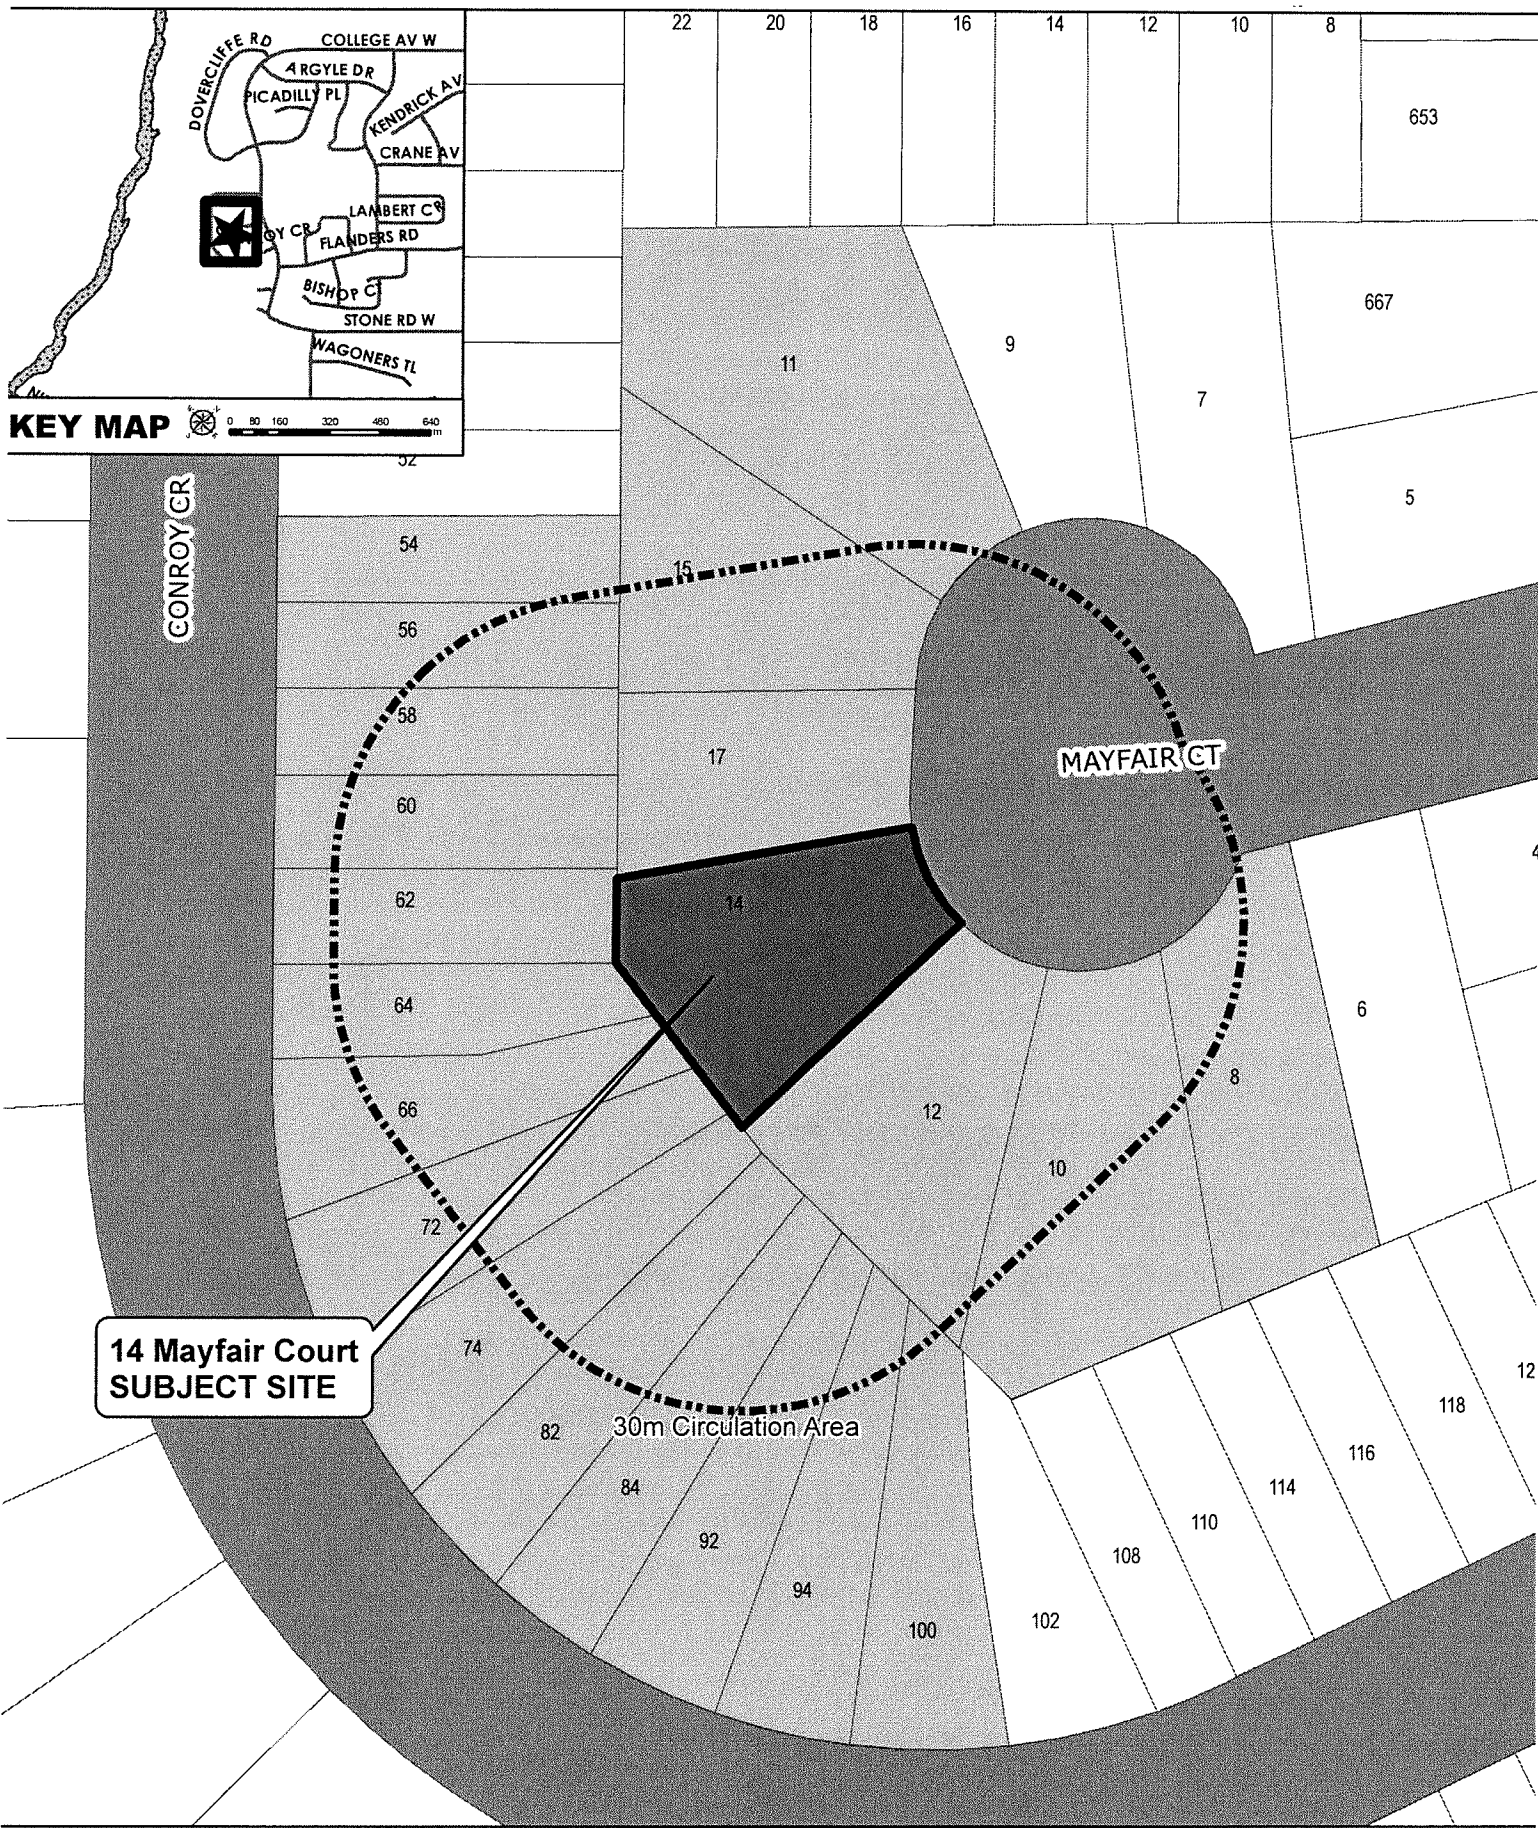 DOVERCLIFFE RD
COLLEGE AV W
ARGYLE DR
PICADILLY PL
KENDRICK AV
CRANE AV
LAMBERT CR
OY CR
FLANDERS RD
BISHOP C
STONE RD W
WAGONERS TL
KEY MAP
0 80 160 320 480 640
m
22 20 18 16 14 12 10 8
653
667
11
9
7
5
52
CONROY CR
54
15
56
58
17
MAYFAIR CT
60
62
14
4
64
6
8
66
12
10
72
14 Mayfair Court
SUBJECT SITE
74
12
118
82
30m Circulation Area
116
84
114
92
110
108
94
102
100